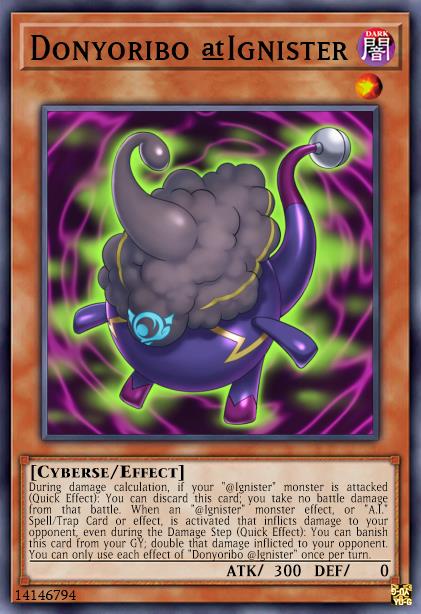 DONYORIBO @IGNISTER
DARK
闇
[CYBERSE/EFFECT]
During damage calculation, if your "@Ignister" monster is attacked
(Quick Effect): You can discard this card; you take no battle damage
from that battle. When an "@Ignister" monster effect, or "A.I."
Spell/Trap Card or effect, is activated that inflicts damage to your
opponent, even during the Damage Step (Quick Effect): You can banish
this card from your GY; double that damage inflicted to your opponent.
You can only use each effect of "Donyoribo @Ignister" once per turn.
ATK/ 300 DEF/ 0
14146794